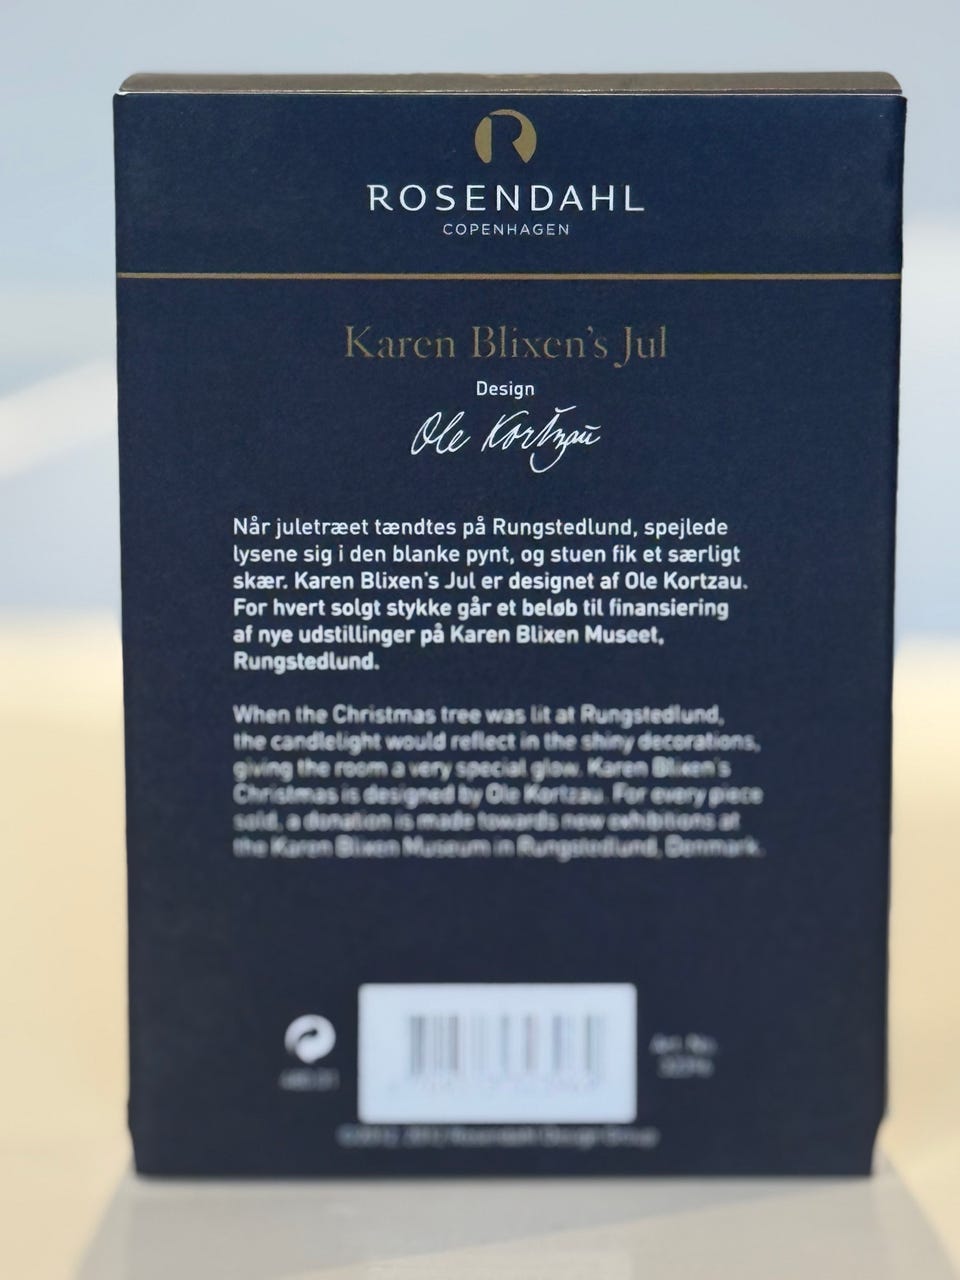 R
ROSENDAHL
COPENHAGEN
Karen Blixen's Jul
Design
Ole Kortzau
Når juletræet tændtes på Rungstedlund, spejlede
lysene sig i den blanke pynt, og stuen fik et særligt
skær. Karen Blixen's Jul er designet af Ole Kortzau.
For hvert solgt stykke går et beløb til finansiering
af nye udstillinger på Karen Blixen Museet,
Rungstedlund.
When the Christmas tree was lit at Rungstedlund,
the candlelight would reflect in the shiny decorations,
giving the room a very special glow. Karen Blixen's
Christmas is designed by Ole Kortzau. For every piece
sold, a donation is made towards new exhibitions at
the Karen Blixen Museum in Rungstedlund, Denmark.
Art. No.
Rosendahl Design Group